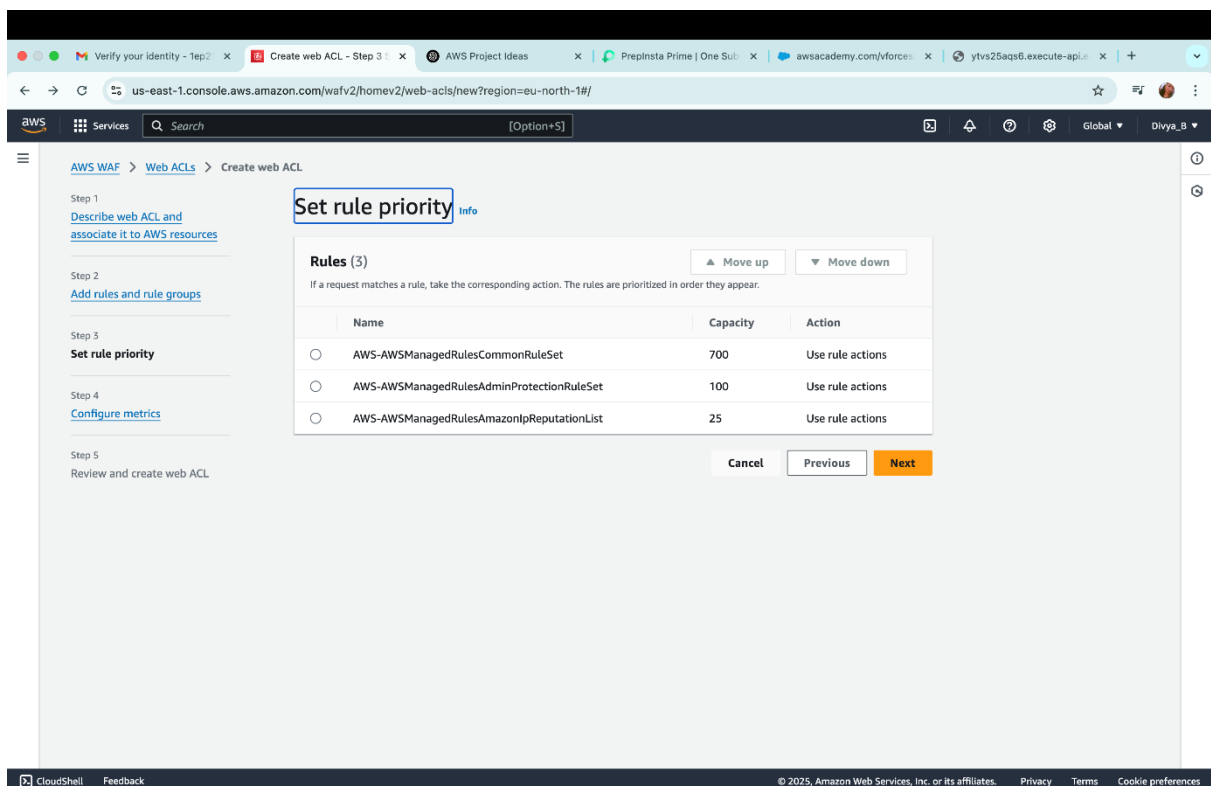 Verify your identity - 1ep2
Create web ACL - Step 3 S
AWS Project Ideas
PrepInsta Prime | One Sub
awsacademy.com/vforces
ytvs25aqs6.execute-api.e
us-east-1.console.aws.amazon.com/wafv2/homev2/web-acls/new?region=eu-north-1#/
aws Services Search [Option+S] Global Divya_B
AWS WAF > Web ACLs > Create web ACL
Step 1
Describe web ACL and
associate it to AWS resources
Step 2
Add rules and rule groups
Step 3
Set rule priority
Step 4
Configure metrics
Step 5
Review and create web ACL
Set rule priority Info
Rules (3) Move up Move down
If a request matches a rule, take the corresponding action. The rules are prioritized in order they appear.
Name Capacity Action
AWS-AWSManagedRulesCommonRuleSet 700 Use rule actions
AWS-AWSManagedRulesAdminProtectionRuleSet 100 Use rule actions
AWS-AWSManagedRulesAmazonIpReputationList 25 Use rule actions
Cancel Previous Next
CloudShell Feedback © 2025, Amazon Web Services, Inc. or its affiliates. Privacy Terms Cookie preferences